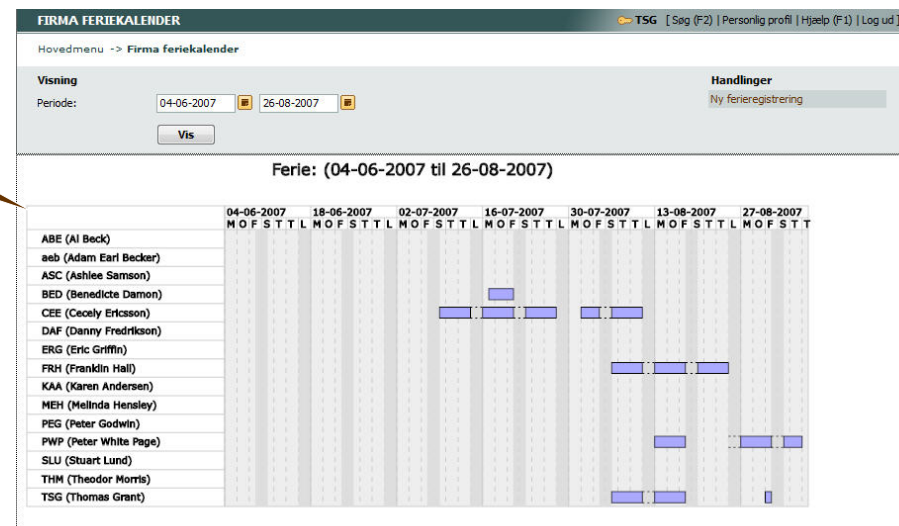 FIRMA FERIEKALENDER TSG [ Søg (F2) | Personlig profil | Hjælp (F1) | Log ud ]
Hovedmenu -> Firma feriekalender
Visning Handlinger
Periode: 04-06-2007 26-08-2007 Ny ferieregistrering
Vis
Ferie: (04-06-2007 til 26-08-2007)
04-06-2007 18-06-2007 02-07-2007 16-07-2007 30-07-2007 13-08-2007 27-08-2007
M O F S T T L M O F S T T L M O F S T T L M O F S T T L M O F S T T L M O F S T T L M O F S T T
ABE (Al Beck)
aeb (Adam Earl Becker)
ASC (Ashlee Samson)
BED (Benedicte Damon)
CEE (Cecely Ericsson)
DAF (Danny Fredrikson)
ERG (Eric Griffin)
FRH (Franklin Hall)
KAA (Karen Andersen)
MEH (Melinda Hensley)
PEG (Peter Godwin)
PWP (Peter White Page)
SLU (Stuart Lund)
THM (Theodor Morris)
TSG (Thomas Grant)